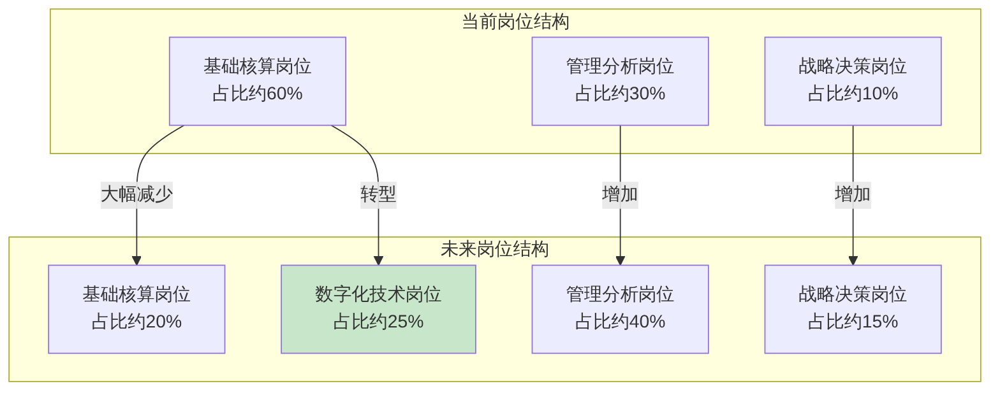 当前岗位结构
基础核算岗位
占比约60%
管理分析岗位
占比约30%
战略决策岗位
占比约10%
大幅减少
转型
增加
增加
未来岗位结构
基础核算岗位
占比约20%
数字化技术岗位
占比约25%
管理分析岗位
占比约40%
战略决策岗位
占比约15%